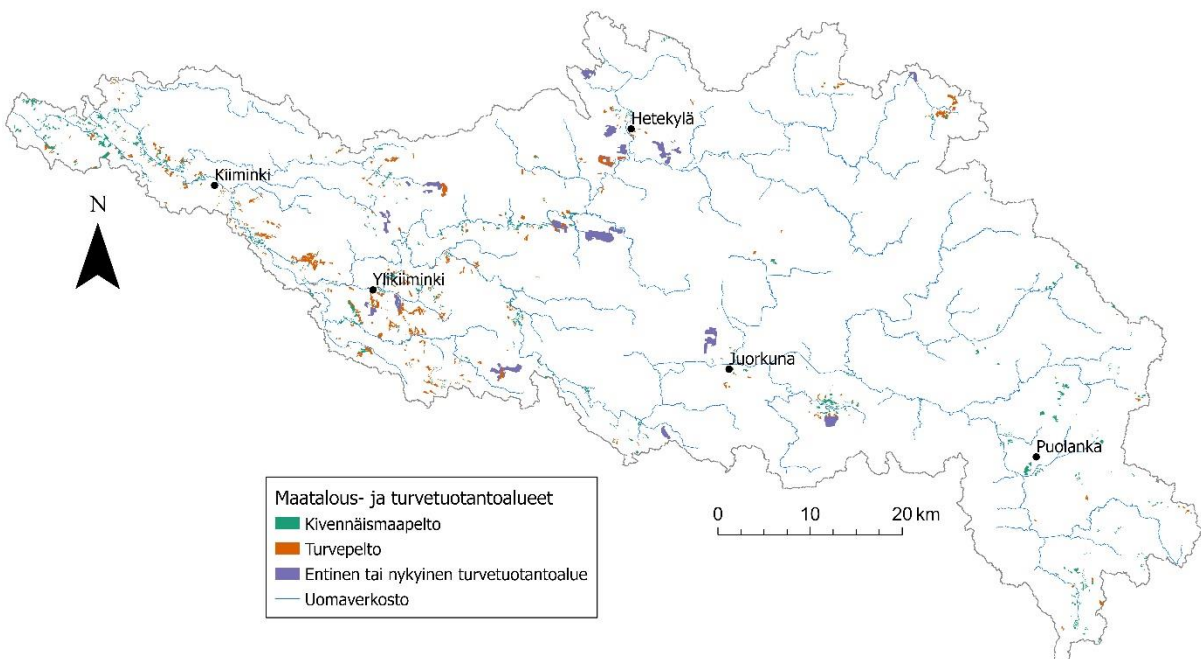 Hetekylä
Kiiminki
N
Ylikiiminki
Juorkuna
Puolanka
Maatalous- ja turvetuotantoalueet
Kivennäismaapelto
Turvepelto
Entinen tai nykyinen turvetuotantoalue
Uomaverkosto
0 10 20 km